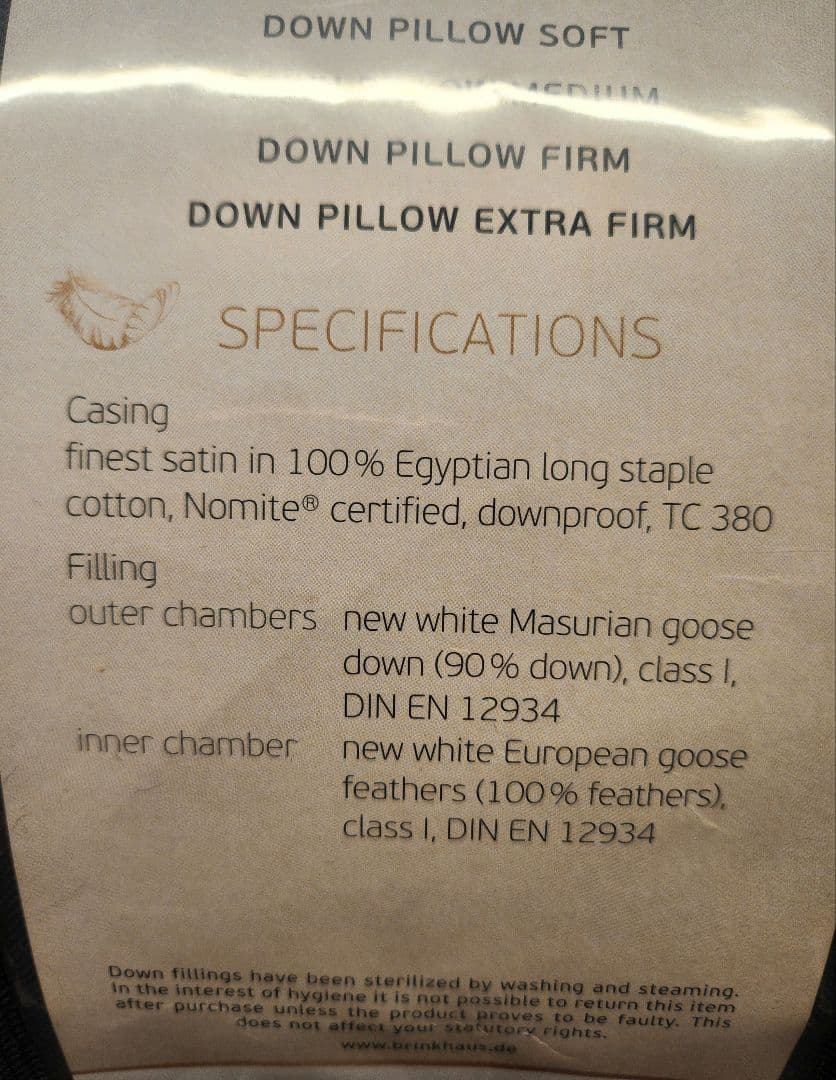 DOWN PILLOW SOFT
MEDIUM
DOWN PILLOW FIRM
DOWN PILLOW EXTRA FIRM
SPECIFICATIONS
Casing
finest satin in 100% Egyptian long staple
cotton, Nomite® certified, downproof, TC 380
Filling
outer chambers new white Masurian goose
down (90% down), class I,
DIN EN 12934
inner chamber new white European goose
feathers (100% feathers),
class I, DIN EN 12934
Down fillings have been sterilized by washing and steaming.
In the interest of hygiene it is not possible to return this item
after purchase unless the product proves to be faulty. This
does not affect your statutory rights.
www.brinkhaus.de